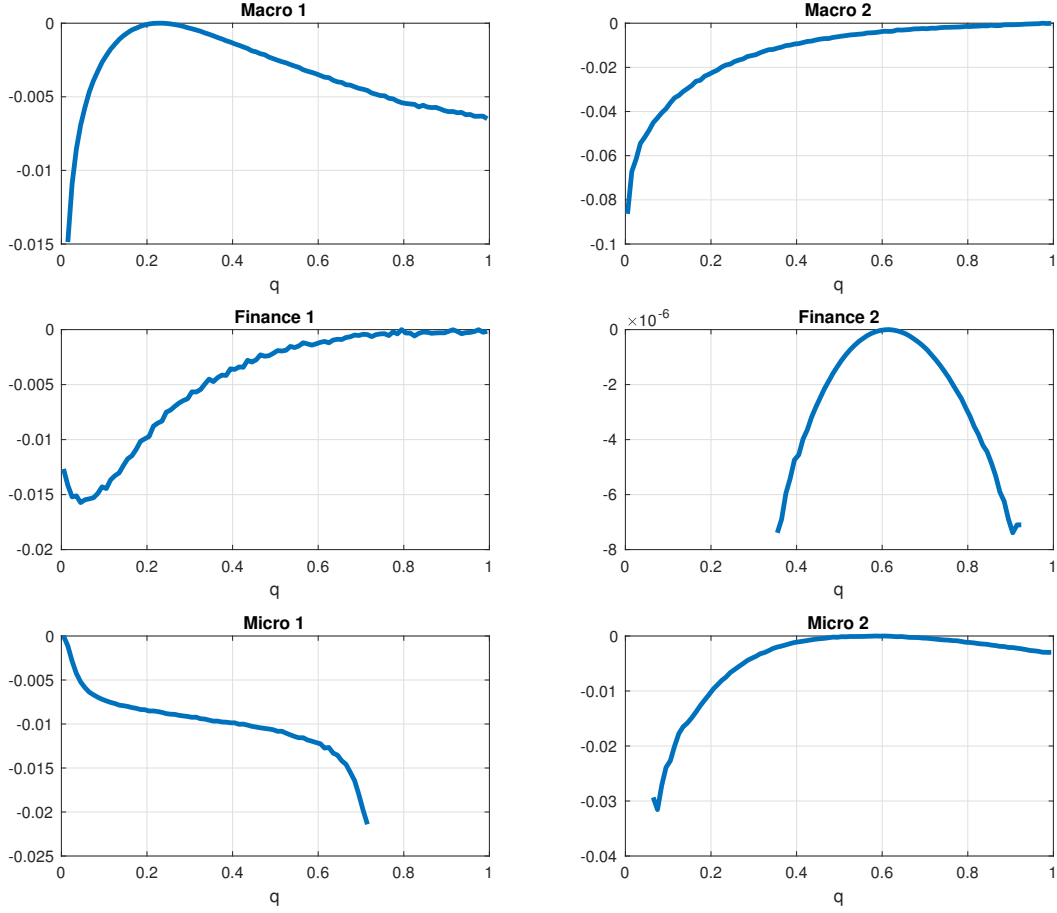 Macro 1
0
-0.005
-0.01
-0.015
0 0.2 0.4 0.6 0.8 1
q
Macro 2
0
-0.02
-0.04
-0.06
-0.08
-0.1
0 0.2 0.4 0.6 0.8 1
q
Finance 1
0
-0.005
-0.01
-0.015
-0.02
0 0.2 0.4 0.6 0.8 1
q
Finance 2
×10⁻⁶
0
-2
-4
-6
-8
0 0.2 0.4 0.6 0.8 1
q
Micro 1
0
-0.005
-0.01
-0.015
-0.02
-0.025
0 0.2 0.4 0.6 0.8 1
q
Micro 2
0
-0.01
-0.02
-0.03
-0.04
0 0.2 0.4 0.6 0.8 1
q